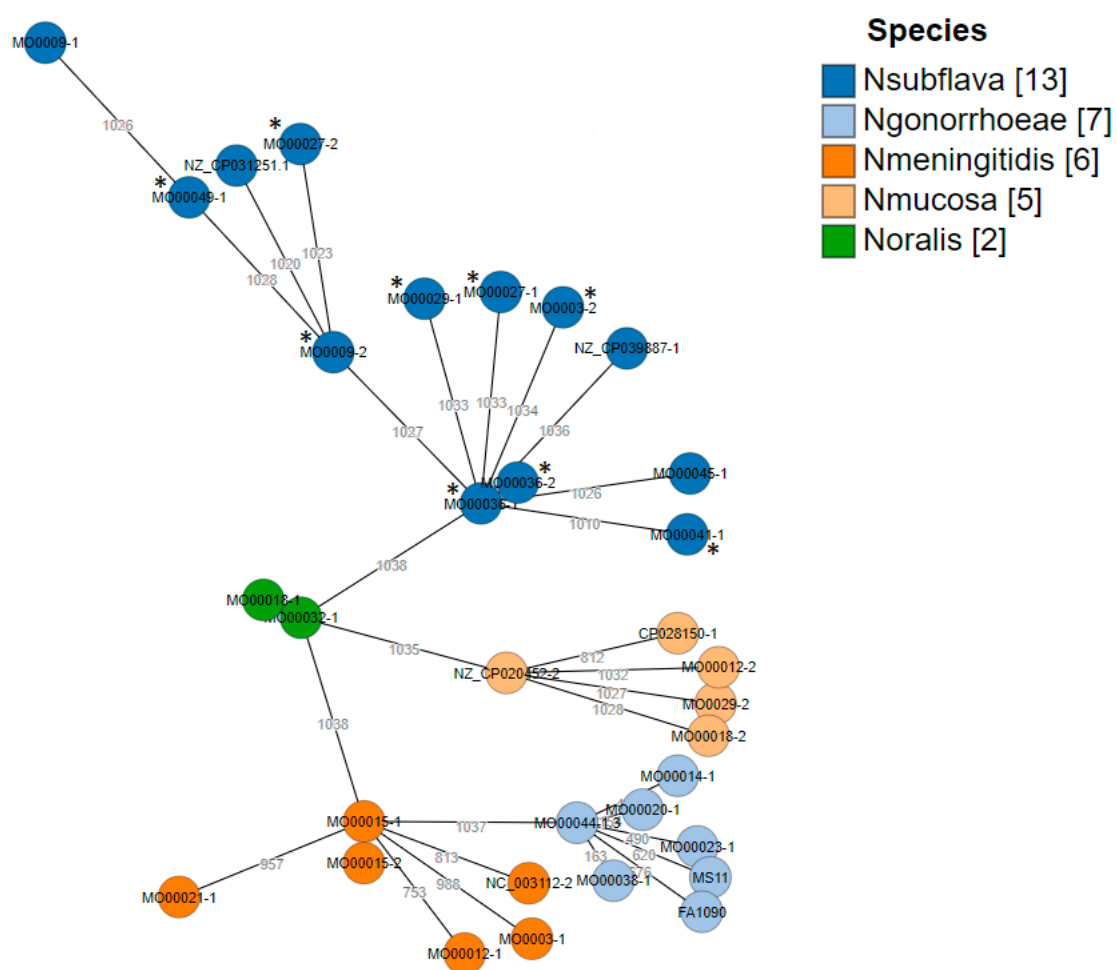 Species
Nsubflava [13]
Ngonorrhoeae [7]
Nmeningitidis [6]
Nmucosa [5]
Noralis [2]
MO0009-1
1026
*
MO00027-2
NZ_CP031251.1
*
MO00049-1
1023
1020
1028
*
MO0009-2
*
MO00029-1
*
MO00027-1
*
MO0003-2
NZ_CP039887-1
1033
1033
1034
1036
1027
*
MO00036-2
*
MO00036-1
MO00045-1
1026
1010
MO00041-1
*
1038
MO00018-1
MO00032-1
1035
NZ_CP020452-2
CP028150-1
812
MO00012-2
1032
1027
MO0029-2
1028
MO00018-2
1038
MO00014-1
MO00020-1
MO00015-1
1037
MO00044-1.3
490
MO00023-1
620
163
MO00038-1
676
MS11
FA1090
957
MO00015-2
813
NC_003112-2
988
753
MO00021-1
MO0003-1
MO00012-1